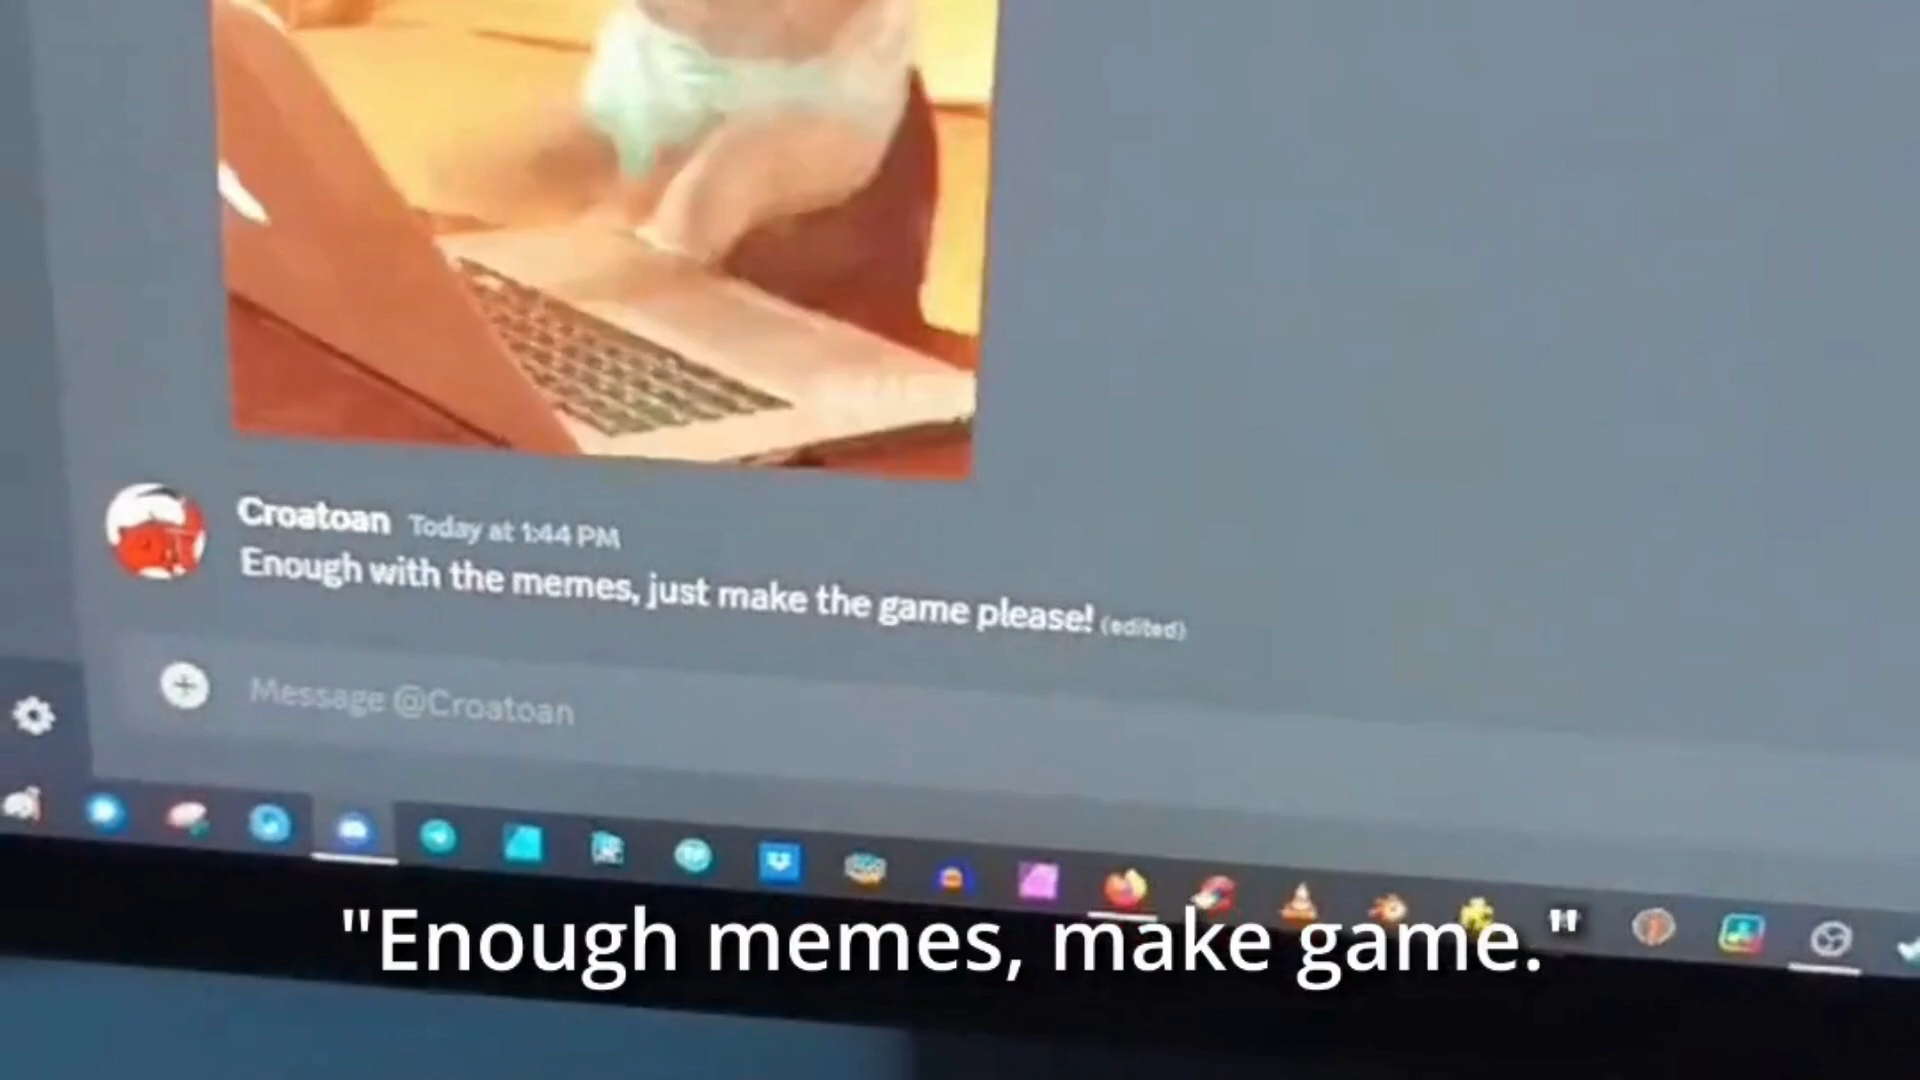 Croatoan Today at 1:44 PM
Enough with the memes, just make the game please! (edited)
Message @Croatoan
"Enough memes, make game."